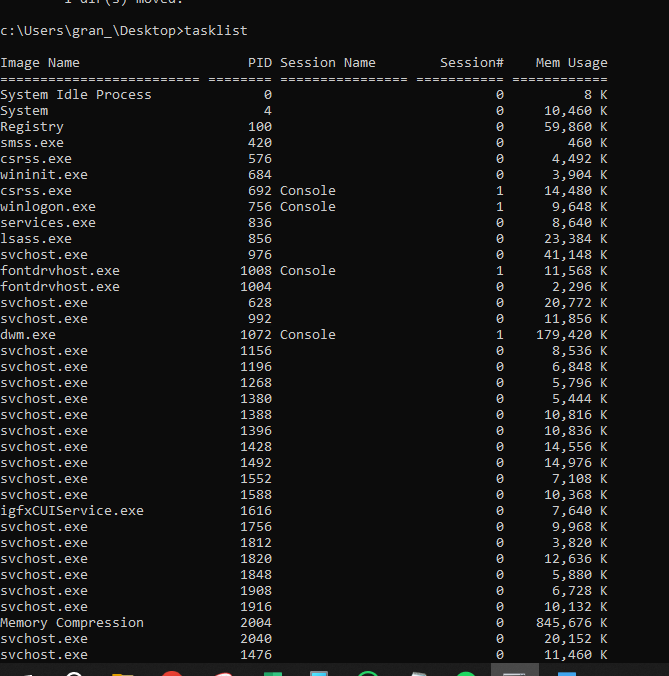 1 dir(s) moved.
c:\Users\gran_\Desktop>tasklist
Image Name                     PID Session Name        Session#    Mem Usage
========================= ======== ================ =========== ============
System Idle Process              0                            0          8 K
System                           4                            0     10,460 K
Registry                       100                            0     59,860 K
smss.exe                       420                            0        460 K
csrss.exe                      576                            0      4,492 K
wininit.exe                    684                            0      3,904 K
csrss.exe                      692 Console                    1     14,480 K
winlogon.exe                   756 Console                    1      9,648 K
services.exe                   836                            0      8,640 K
lsass.exe                      856                            0     23,384 K
svchost.exe                    976                            0     41,148 K
fontdrvhost.exe               1008 Console                    1     11,568 K
fontdrvhost.exe               1004                            0      2,296 K
svchost.exe                    628                            0     20,772 K
svchost.exe                    992                            0     11,856 K
dwm.exe                       1072 Console                    1    179,420 K
svchost.exe                   1156                            0      8,536 K
svchost.exe                   1196                            0      6,848 K
svchost.exe                   1268                            0      5,796 K
svchost.exe                   1380                            0      5,444 K
svchost.exe                   1388                            0     10,816 K
svchost.exe                   1396                            0     10,836 K
svchost.exe                   1428                            0     14,556 K
svchost.exe                   1492                            0     14,976 K
svchost.exe                   1552                            0      7,108 K
svchost.exe                   1588                            0     10,368 K
igfxCUIService.exe            1616                            0      7,640 K
svchost.exe                   1756                            0      9,968 K
svchost.exe                   1812                            0      3,820 K
svchost.exe                   1820                            0     12,636 K
svchost.exe                   1848                            0      5,880 K
svchost.exe                   1908                            0      6,728 K
svchost.exe                   1916                            0     10,132 K
Memory Compression            2004                            0    845,676 K
svchost.exe                   2040                            0     20,152 K
svchost.exe                   1476                            0     11,460 K